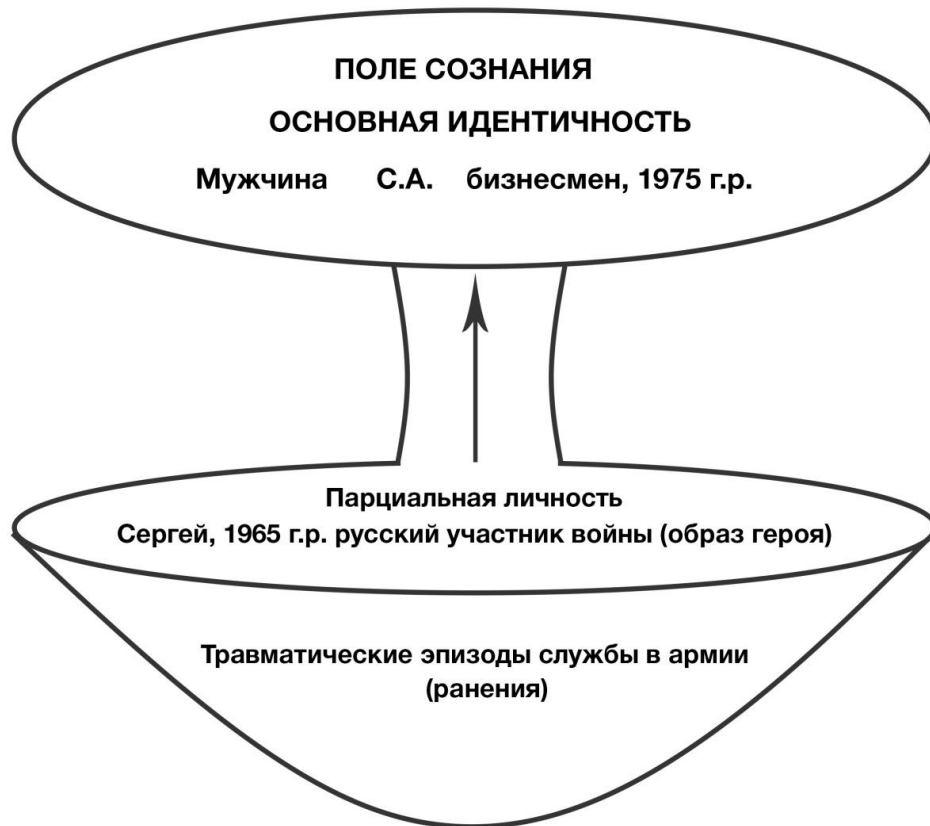 ПОЛЕ СОЗНАНИЯ
ОСНОВНАЯ ИДЕНТИЧНОСТЬ
Мужчина С.А. бизнесмен, 1975 г.р.
Парциальная личность
Сергей, 1965 г.р. русский участник войны (образ героя)
Травматические эпизоды службы в армии
(ранения)